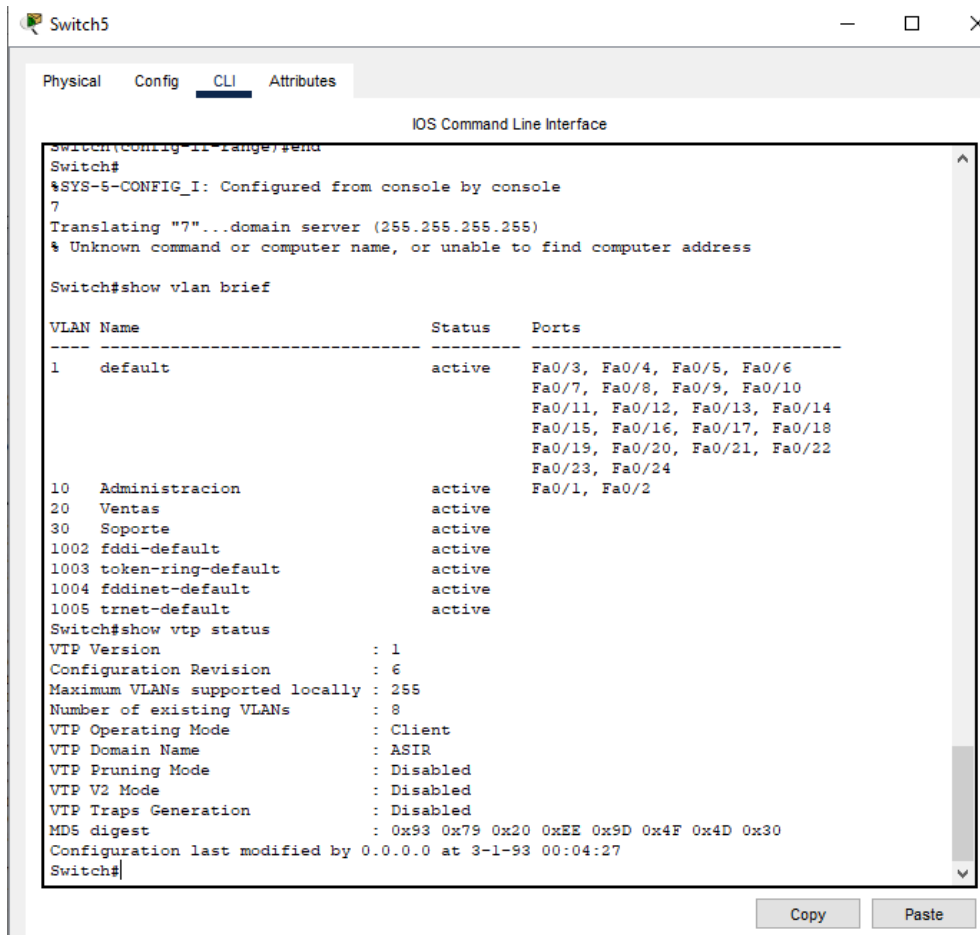 Switch5
Physical Config CLI Attributes
IOS Command Line Interface
Switch(config-if-range)#end
Switch#
%SYS-5-CONFIG_I: Configured from console by console
7
Translating "7"...domain server (255.255.255.255)
% Unknown command or computer name, or unable to find computer address
Switch#show vlan brief
VLAN Name Status Ports
---- -------------------------------- --------- -------------------------------
1 default active Fa0/3, Fa0/4, Fa0/5, Fa0/6
Fa0/7, Fa0/8, Fa0/9, Fa0/10
Fa0/11, Fa0/12, Fa0/13, Fa0/14
Fa0/15, Fa0/16, Fa0/17, Fa0/18
Fa0/19, Fa0/20, Fa0/21, Fa0/22
Fa0/23, Fa0/24
10 Administracion active Fa0/1, Fa0/2
20 Ventas active
30 Soporte active
1002 fddi-default active
1003 token-ring-default active
1004 fddinet-default active
1005 trnet-default active
Switch#show vtp status
VTP Version : 1
Configuration Revision : 6
Maximum VLANs supported locally : 255
Number of existing VLANs : 8
VTP Operating Mode : Client
VTP Domain Name : ASIR
VTP Pruning Mode : Disabled
VTP V2 Mode : Disabled
VTP Traps Generation : Disabled
MD5 digest : 0x93 0x79 0x20 0xEE 0x9D 0x4F 0x4D 0x30
Configuration last modified by 0.0.0.0 at 3-1-93 00:04:27
Switch#
Copy Paste